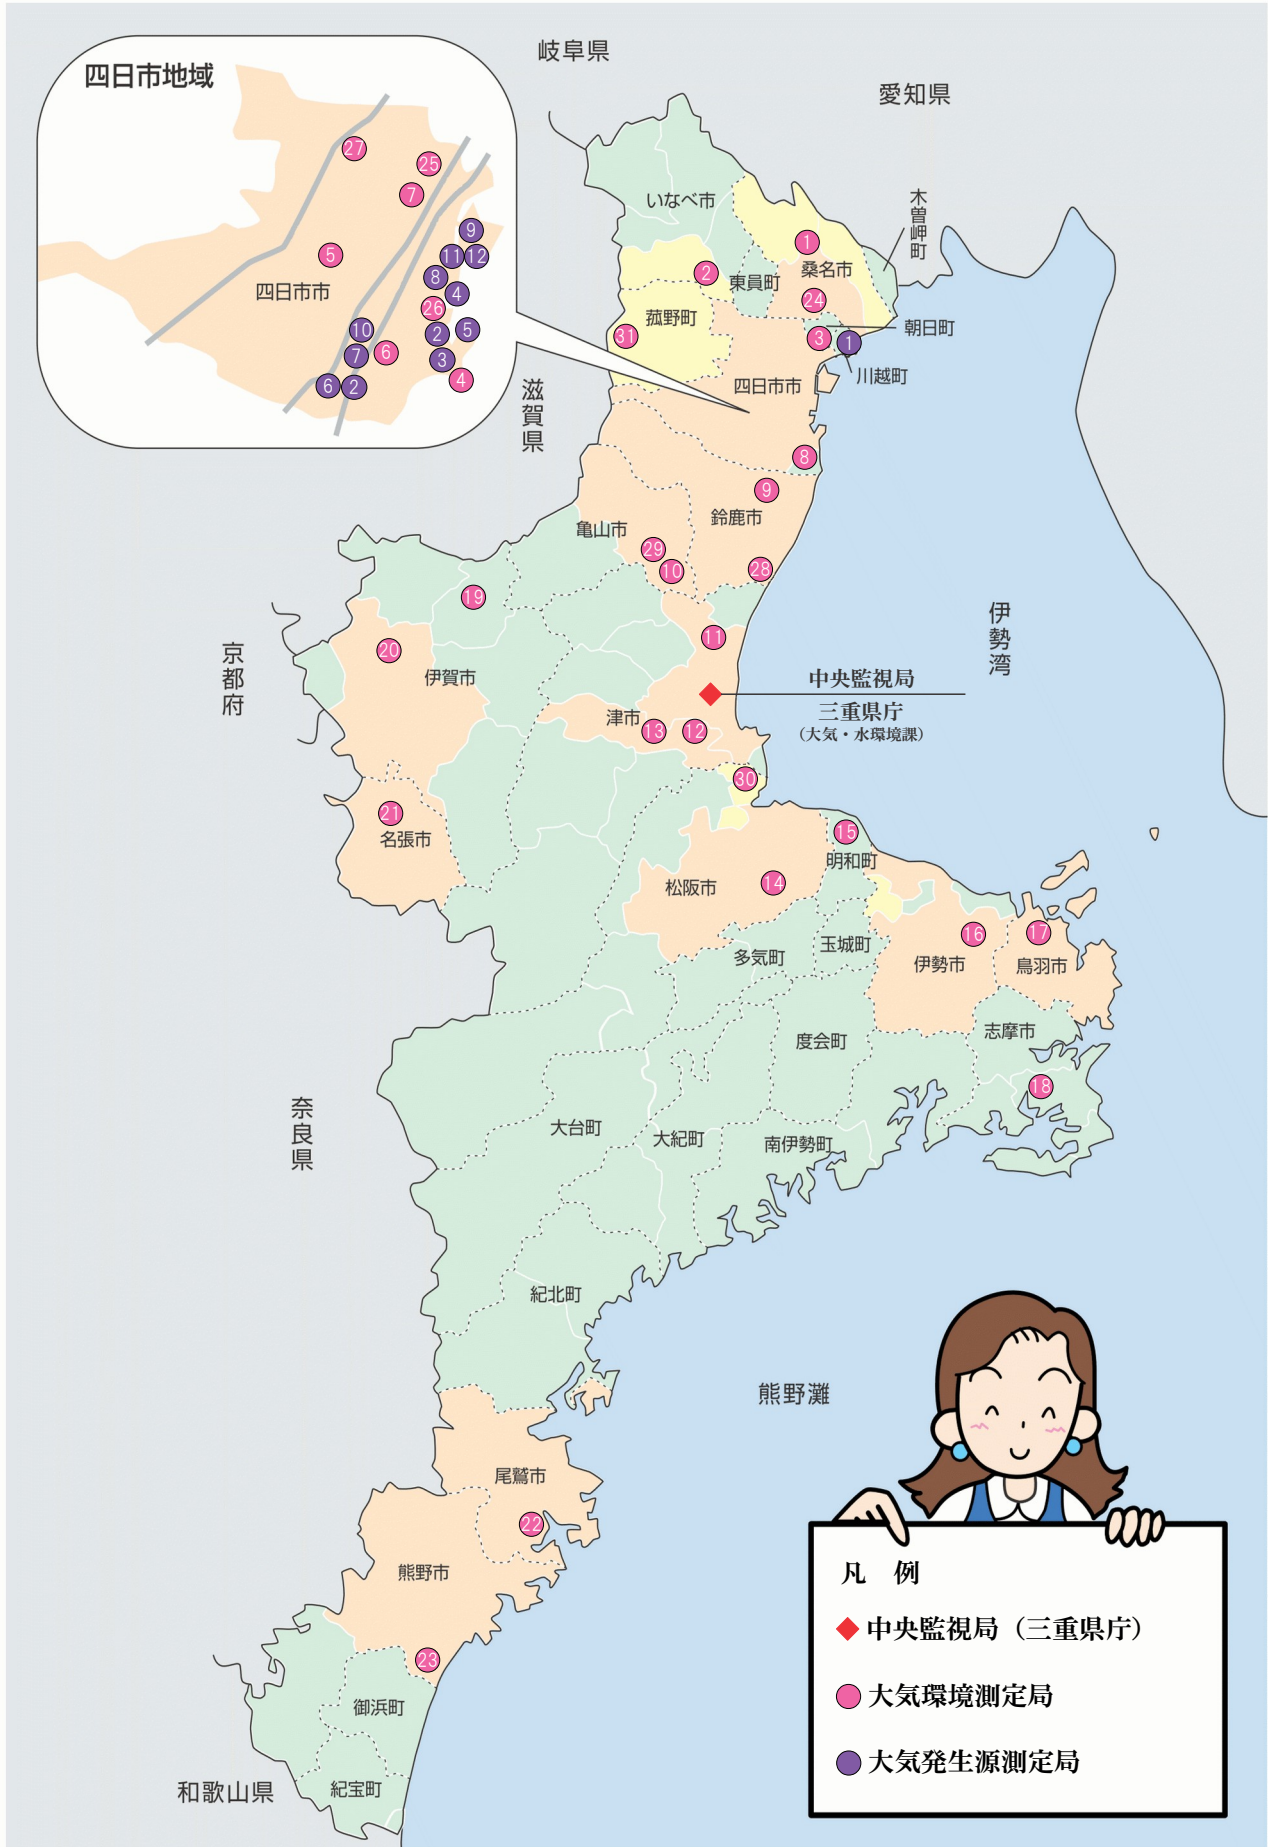 岐阜県
愛知県
四日市地域
27
25
7
9
5
11
12
8
4
四日市市
26
10
2
5
7
6
3
6
2
4
いなべ市
木曽岬町
1
桑名市
2
東員町
24
菰野町
31
3
1
朝日町
川越町
四日市市
滋賀県
8
9
鈴鹿市
亀山市
29
10
28
19
11
伊勢湾
京都府
20
伊賀市
中央監視局
三重県庁
(大気・水環境課)
津市
13
12
30
21
名張市
15
明和町
松阪市
14
16
17
多気町
玉城町
伊勢市
鳥羽市
志摩市
度会町
18
奈良県
大台町
大紀町
南伊勢町
紀北町
熊野灘
尾鷲市
22
熊野市
23
御浜町
紀宝町
和歌山県
凡 例
中央監視局(三重県庁)
大気環境測定局
大気発生源測定局